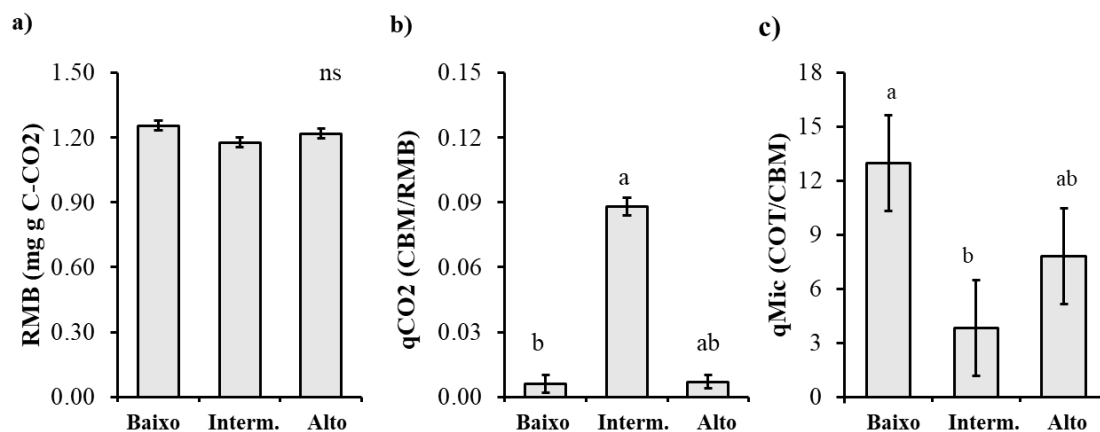 a)
RMB (mg g C-CO2)
1.50
1.20
0.90
0.60
0.30
0.00
ns
Baixo Interm. Alto
b)
qCO2 (CBM/RMB)
0.15
0.12
0.09
0.06
0.03
0.00
b
a
ab
Baixo Interm. Alto
c)
qMic (COT/CBM)
18
15
12
9
6
3
0
a
b
ab
Baixo Interm. Alto